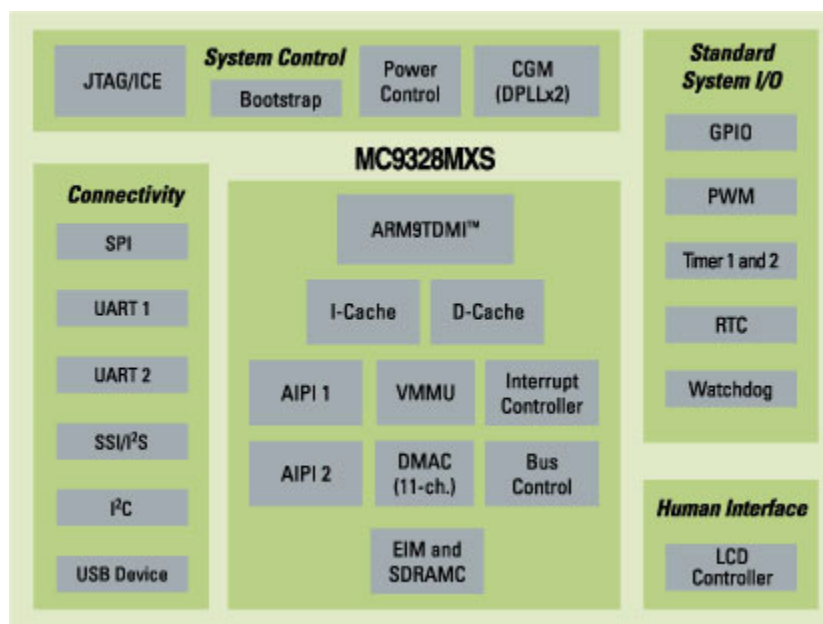 System Control
JTAG/ICE
Bootstrap
Power
Control
CGM
(DPLLx2)
Standard
System I/O
GPIO
PWM
Timer 1 and 2
RTC
Watchdog
MC9328MXS
Connectivity
SPI
UART 1
UART 2
SSI/I²S
I²C
USB Device
ARM9TDMI™
I-Cache
D-Cache
AIPI 1
VMMU
Interrupt
Controller
AIPI 2
DMAC
(11-ch.)
Bus
Control
EIM and
SDRAMC
Human Interface
LCD
Controller